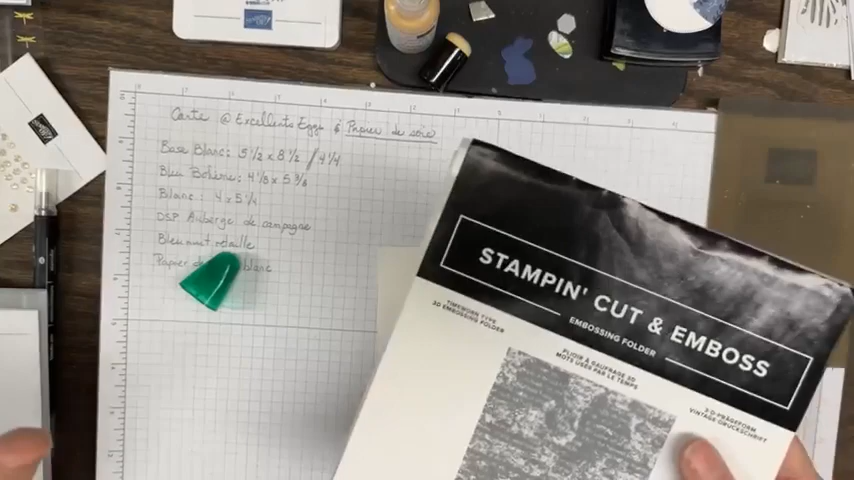 Carte @ Excellents Eggs & Papier de soie
Base Blanc: 5 1/2 x 8 1/2 / 4 1/4
Bleu Bohème: 4 1/8 x 5 3/8
Blanc: 4 x 5 1/4
DSP Auberge de campagne
Bleu nuit retaille
Papier de blanc
STAMPIN' CUT & EMBOSS
EMBOSSING FOLDER
TIMEWORN TYPE
3D EMBOSSING FOLDER
PLIOIR À GAUFRAGE 3D
MOTS USÉS PAR LE TEMPS
3-D-PRÄGEFORM
VINTAGE-DRUCKSCHRIFT